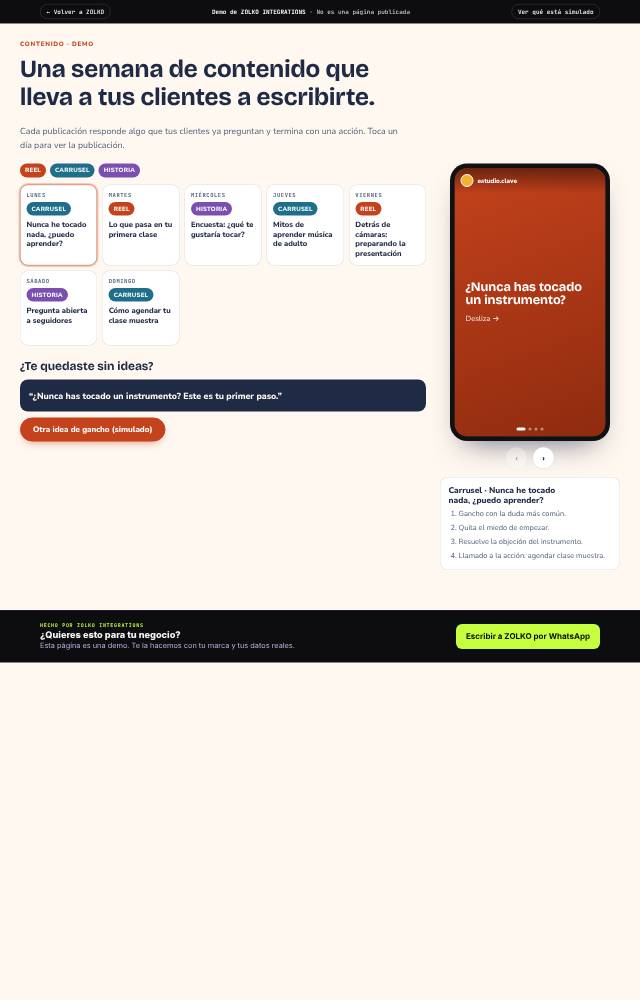 ← Volver a ZOLKO
Demo de ZOLKO INTEGRATIONS · No es una página publicada
Ver qué está simulado
CONTENIDO · DEMO
Una semana de contenido que
lleva a tus clientes a escribirte.
Cada publicación responde algo que tus clientes ya preguntan y termina con una acción. Toca un
día para ver la publicación.
REEL
CARRUSEL
HISTORIA
LUNES
CARRUSEL
Nunca he tocado
nada, ¿puedo
aprender?
MARTES
REEL
Lo que pasa en tu
primera clase
MIÉRCOLES
HISTORIA
Encuesta: ¿qué te
gustaría tocar?
JUEVES
CARRUSEL
Mitos de
aprender música
de adulto
VIERNES
REEL
Detrás de
cámaras:
preparando la
presentación
SÁBADO
HISTORIA
Pregunta abierta
a seguidores
DOMINGO
CARRUSEL
Cómo agendar tu
clase muestra
¿Te quedaste sin ideas?
"¿Nunca has tocado un instrumento? Este es tu primer paso."
Otra idea de gancho (simulado)
estudio.clave
¿Nunca has tocado
un instrumento?
Desliza →
‹
›
Carrusel · Nunca he tocado
nada, ¿puedo aprender?
1. Gancho con la duda más común.
2. Quita el miedo de empezar.
3. Resuelve la objeción del instrumento.
4. Llamado a la acción: agendar clase muestra.
HECHO POR ZOLKO INTEGRATIONS
¿Quieres esto para tu negocio?
Esta página es una demo. Te la hacemos con tu marca y tus datos reales.
Escribir a ZOLKO por WhatsApp